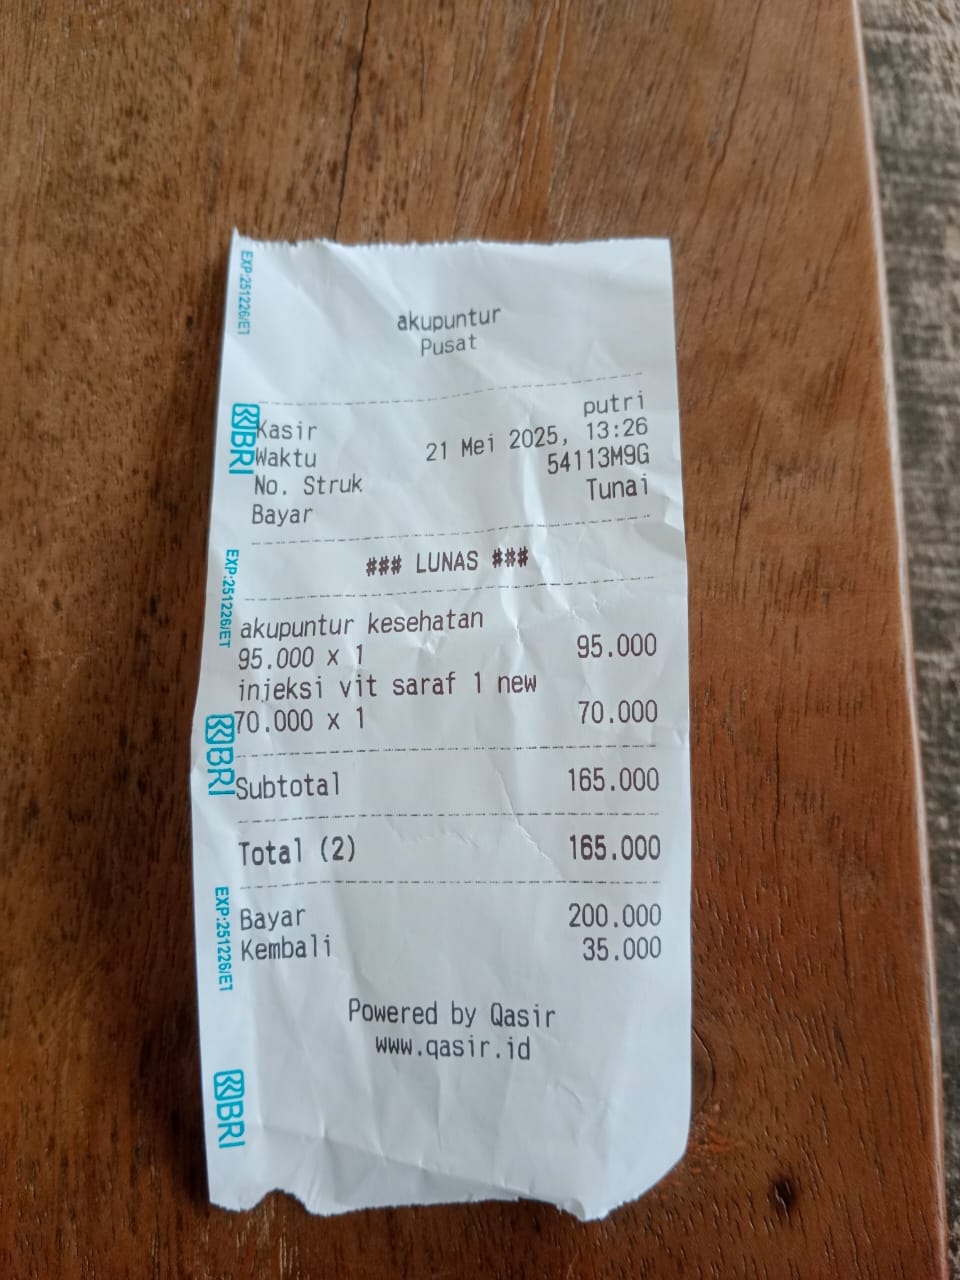 akupuntur
Pusat
Kasir putri
Waktu 21 Mei 2025, 13:26
No. Struk 54113M9G
Bayar Tunai
### LUNAS ###
akupuntur kesehatan
95.000 x 1 95.000
injeksi vit saraf 1 new
70.000 x 1 70.000
Subtotal 165.000
Total (2) 165.000
Bayar 200.000
Kembali 35.000
Powered by Qasir
www.qasir.id
EXP:251226/ET
BRI
EXP:251226/ET
BRI
EXP:251226/ET
BRI